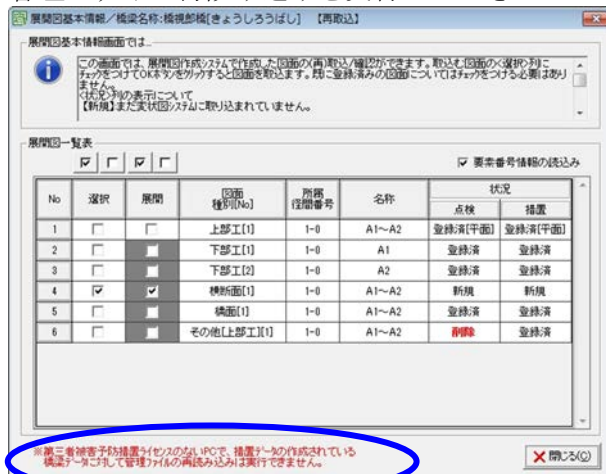 展開図基本情報／橋梁名称:橋視郎橋[きょうしろうばし] 【再取込】
展開図基本情報画面では...
この画面では、展開図作成システムで作成した図面の(再)取込/確認ができます。取込む図面の<選択>列に
チェックをつけてOKボタンをクリックすると図面を取込ます。既に登録済みの図面についてはチェックをつける必要はあり
ません。
<状況>列の表示について
【新規】まだ変状図システムに取り込まれていません。
展開図一覧表
要素番号情報の読込み
No 選択 展開 図面種別[No] 所属径間番号 名称 状況
点検 措置
1 上部工[1] 1-0 A1～A2 登録済[平面] 登録済[平面]
2 下部工[1] 1-0 A1 登録済 登録済
3 下部工[2] 1-0 A2 登録済 登録済
4 横断面[1] 1-0 A1～A2 新規 新規
5 橋面[1] 1-0 A1～A2 登録済 登録済
6 その他[上部工][1] 1-0 A1～A2 削除 登録済
※第三者被害予防措置ライセンスのないPCで、措置データの作成されている
橋梁データに対して管理ファイルの再読み込みは実行できません。
閉じる(C)